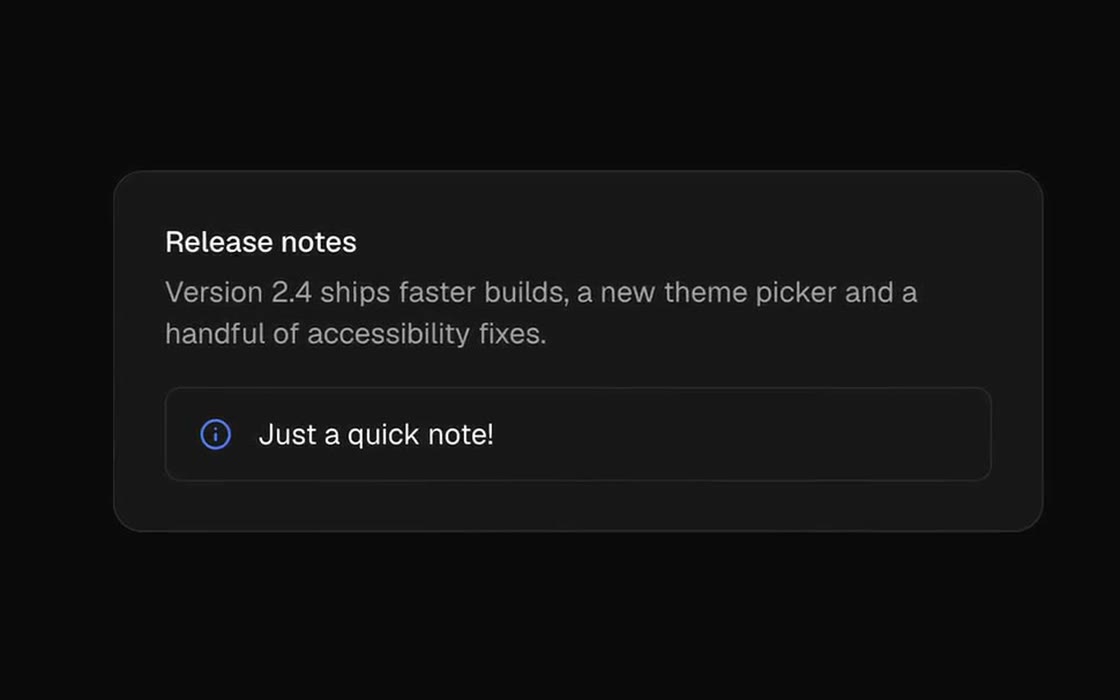 Release notes
Version 2.4 ships faster builds, a new theme picker and a
handful of accessibility fixes.
Just a quick note!